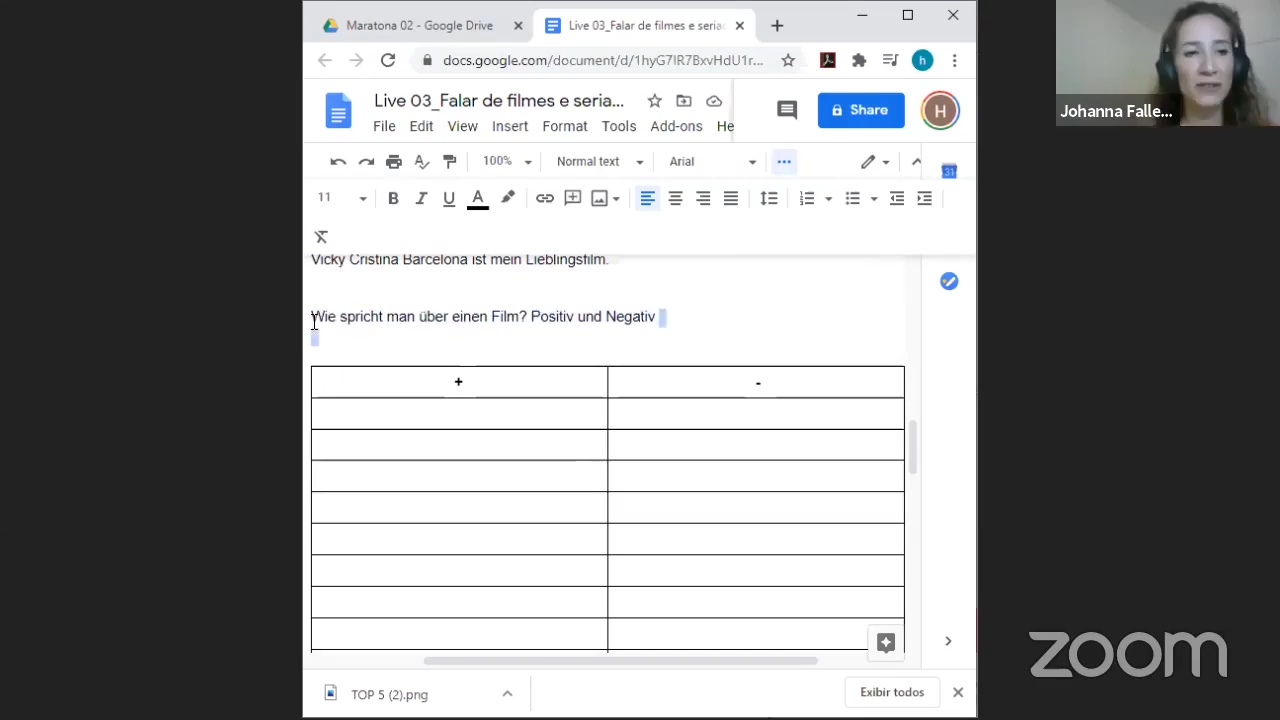 Maratona 02 - Google Drive
Live 03_Falar de filmes e seria
docs.google.com/document/d/1hyG7IR7BxvHdU1r...
h
Live 03_Falar de filmes e seria...
Share
H
File Edit View Insert Format Tools Add-ons He
100% Normal text Arial
31
11 B I U A
Vicky Cristina Barcelona ist mein Lieblingsfilm.
Wie spricht man über einen Film? Positiv und Negativ
+ -
TOP 5 (2).png
Exibir todos
Johanna Falle...
zoom